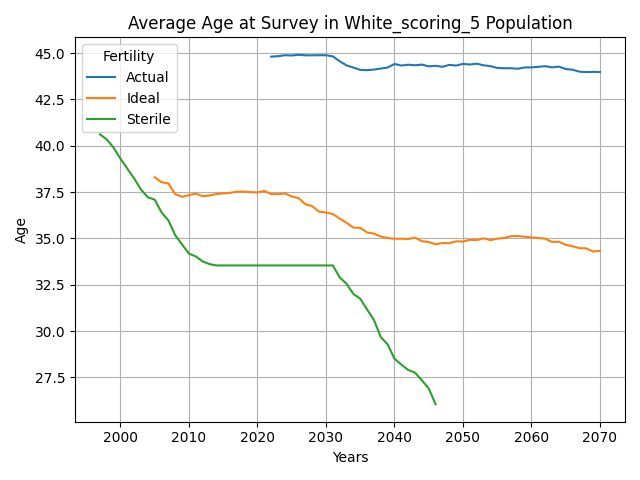 Average Age at Survey in White_scoring_5 Population
Fertility
Actual
Ideal
Sterile
Age
45.0
42.5
40.0
37.5
35.0
32.5
30.0
27.5
2000 2010 2020 2030 2040 2050 2060 2070
Years